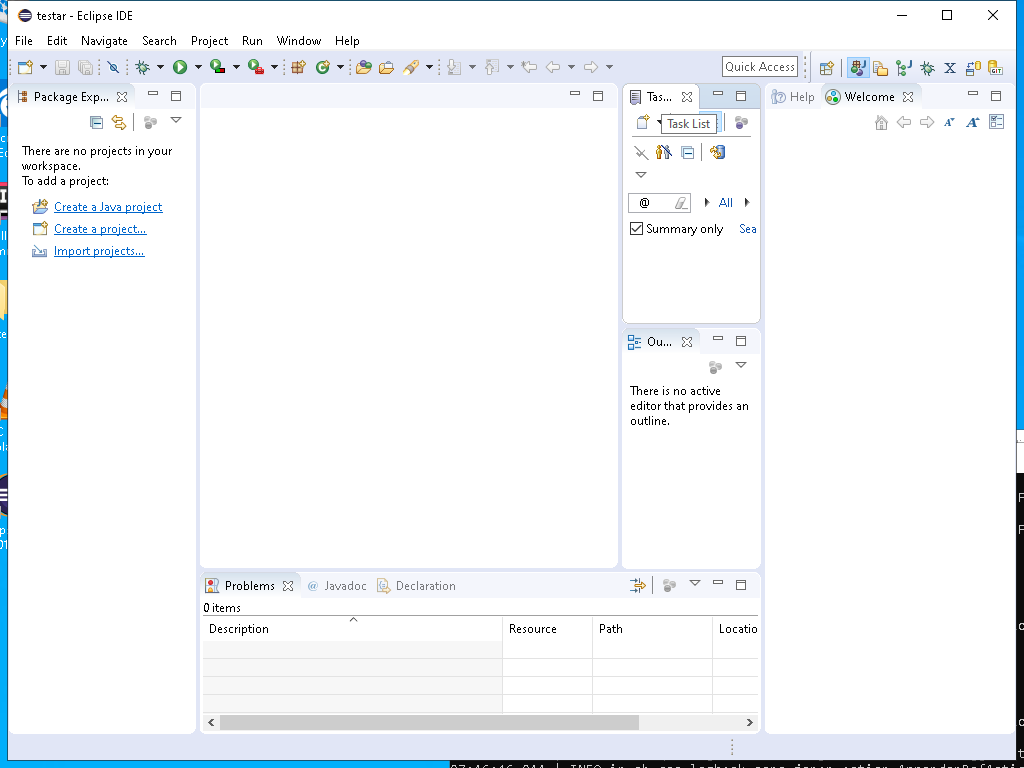 testar - Eclipse IDE
File Edit Navigate Search Project Run Window Help
Quick Access
Package Exp...
There are no projects in your
workspace.
To add a project:
Create a Java project
Create a project...
Import projects...
Tas...
Task List
@
All
Summary only
Sea
Ou...
There is no active
editor that provides an
outline.
Help
Welcome
Problems
@ Javadoc
Declaration
0 items
Description Resource Path Locatio